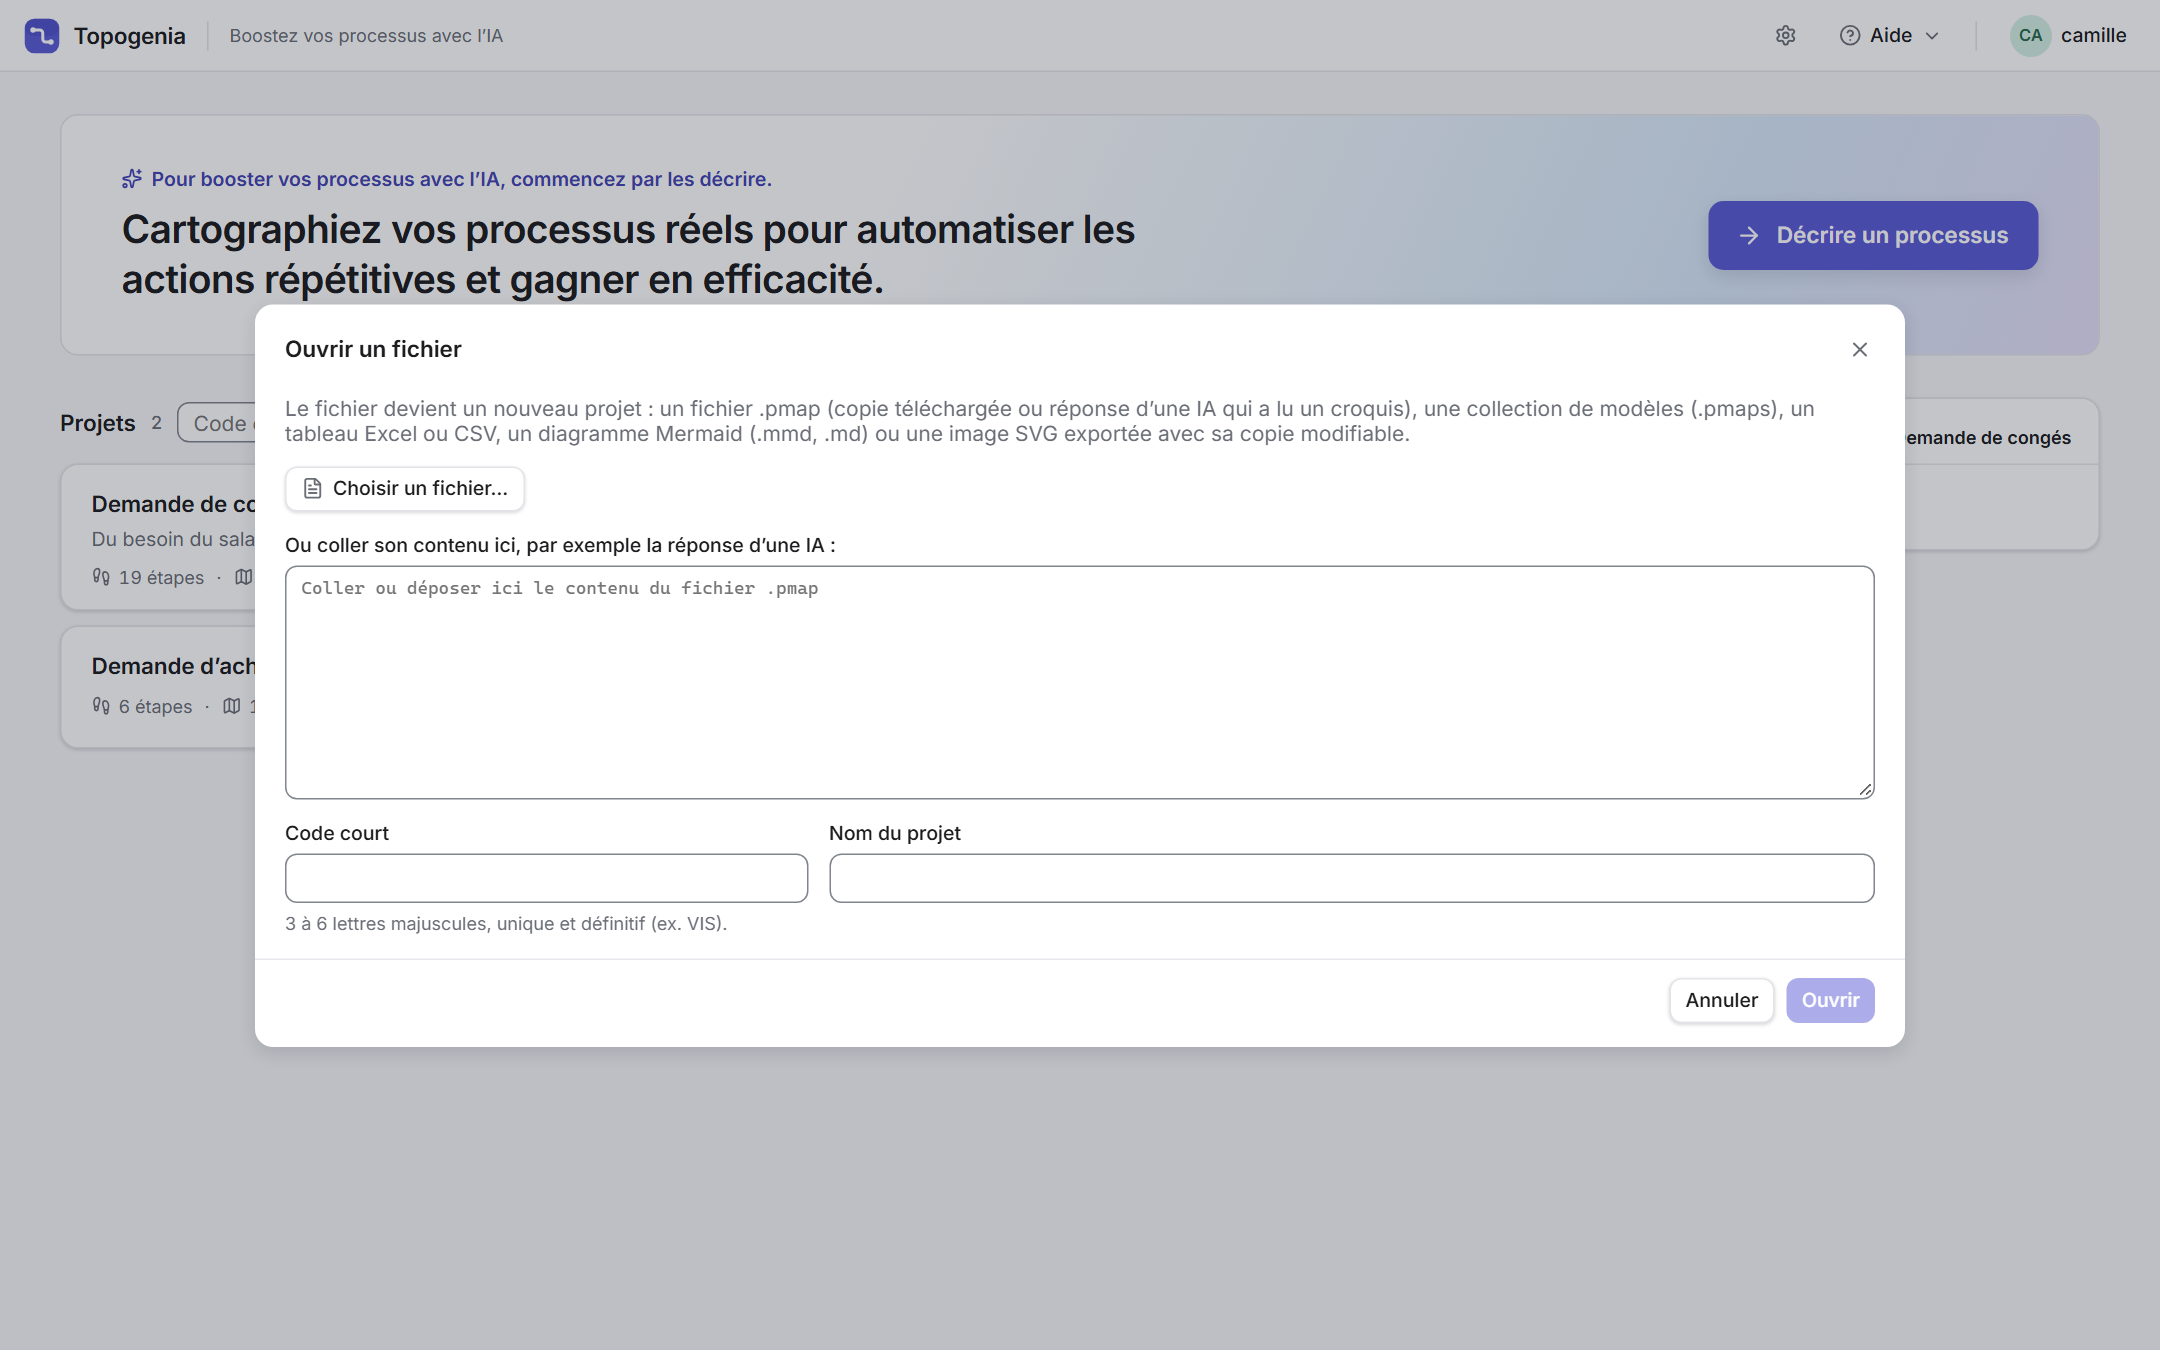 Topogenia
Boostez vos processus avec l’IA
Aide
CA
camille
Pour booster vos processus avec l’IA, commencez par les décrire.
Cartographiez vos processus réels pour automatiser les
actions répétitives et gagner en efficacité.
Décrire un processus
Ouvrir un fichier
Le fichier devient un nouveau projet : un fichier .pmap (copie téléchargée ou réponse d’une IA qui a lu un croquis), une collection de modèles (.pmaps), un
tableau Excel ou CSV, un diagramme Mermaid (.mmd, .md) ou une image SVG exportée avec sa copie modifiable.
Choisir un fichier…
Ou coller son contenu ici, par exemple la réponse d’une IA :
Coller ou déposer ici le contenu du fichier .pmap
Code court
Nom du projet
3 à 6 lettres majuscules, unique et définitif (ex. VIS).
Annuler
Ouvrir
Projets 2
Code
Demande de
Du besoin du
19 étapes ·
Demande
6 étapes ·
de congés